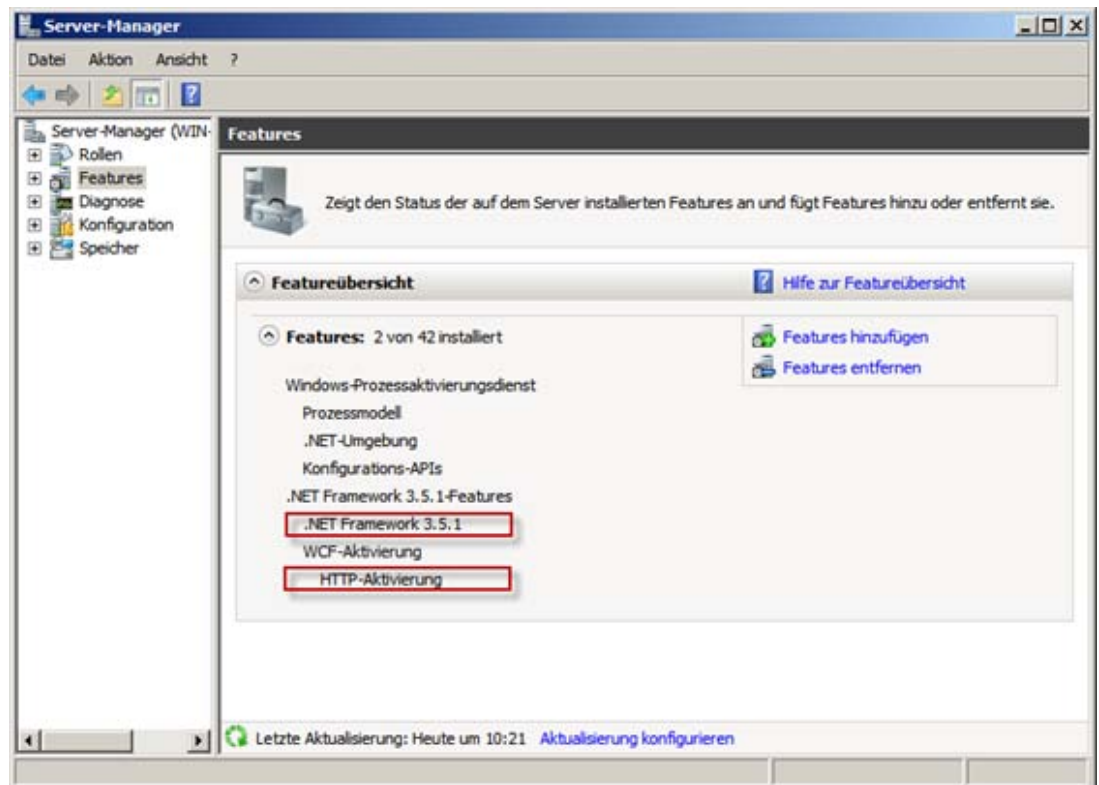 Server-Manager
Datei Aktion Ansicht ?
Server-Manager (WIN-
Rollen
Features
Diagnose
Konfiguration
Speicher
Features
Zeigt den Status der auf dem Server installierten Features an und fügt Features hinzu oder entfernt sie.
Featureübersicht
Hilfe zur Featureübersicht
Features: 2 von 42 installiert
Features hinzufügen
Features entfernen
Windows-Prozessaktivierungsdienst
Prozessmodell
.NET-Umgebung
Konfigurations-APIs
.NET Framework 3.5.1-Features
.NET Framework 3.5.1
WCF-Aktivierung
HTTP-Aktivierung
Letzte Aktualisierung: Heute um 10:21 Aktualisierung konfigurieren